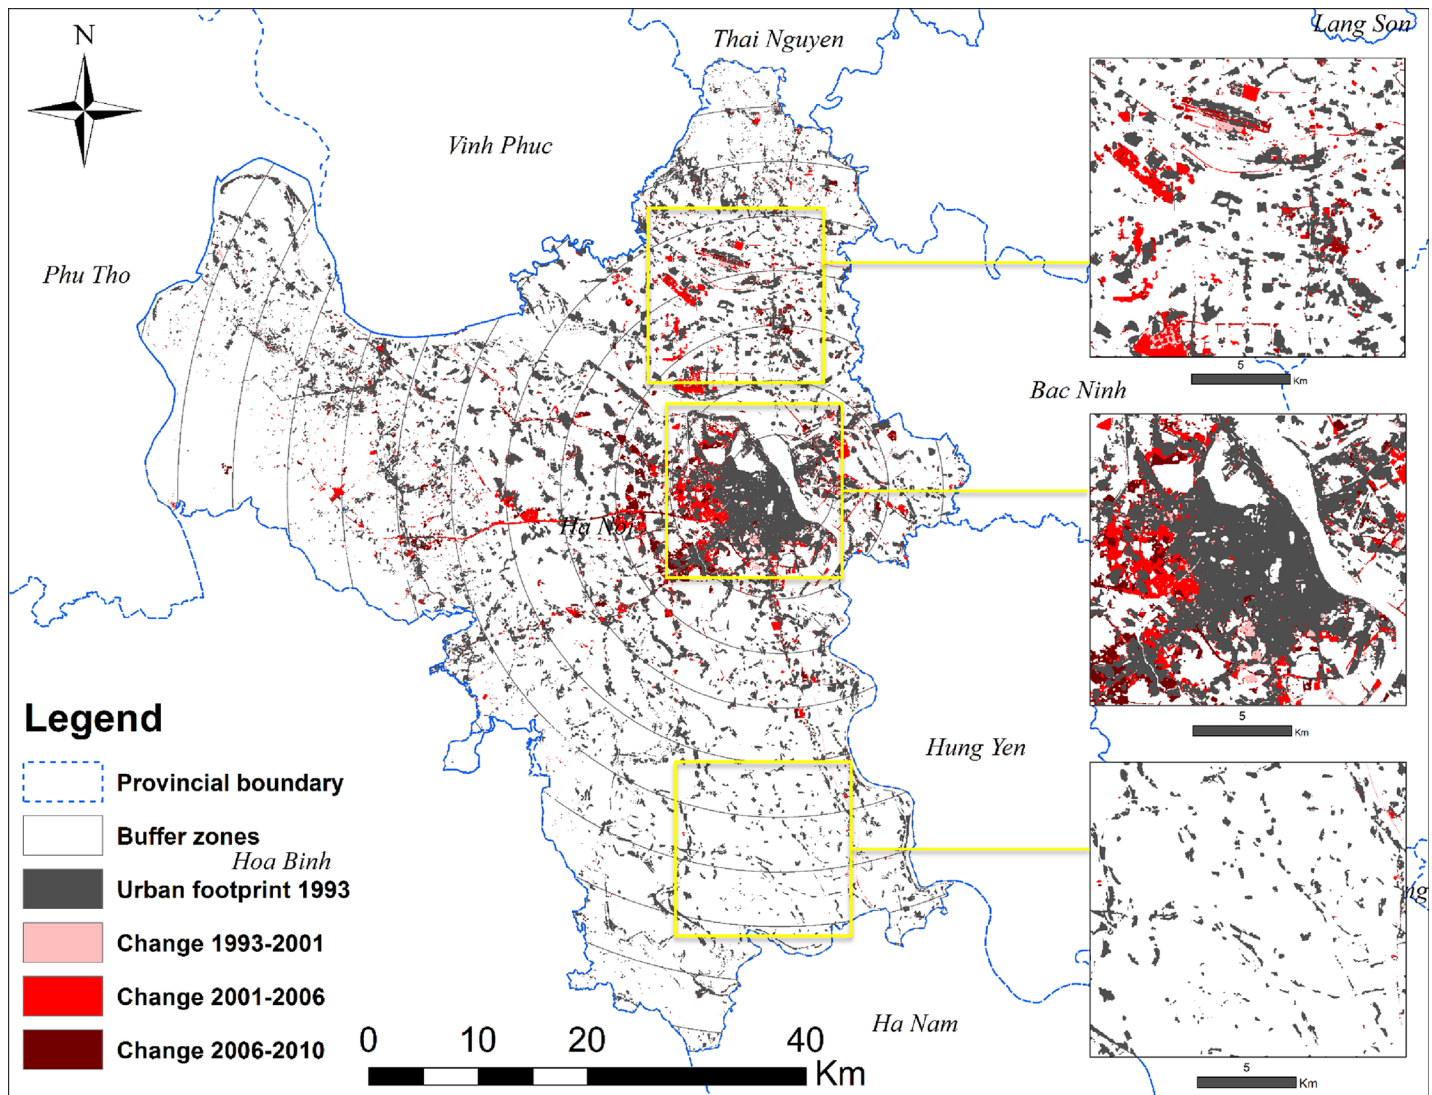 N
Thai Nguyen
Lang Son
Vinh Phuc
Phu Tho
5
Km
Bac Ninh
Ha Noi
5
Km
Hung Yen
Legend
Provincial boundary
Buffer zones
Hoa Binh
Urban footprint 1993
ng
Change 1993-2001
Change 2001-2006
Change 2006-2010
Ha Nam
0 10 20 40
Km
5
Km